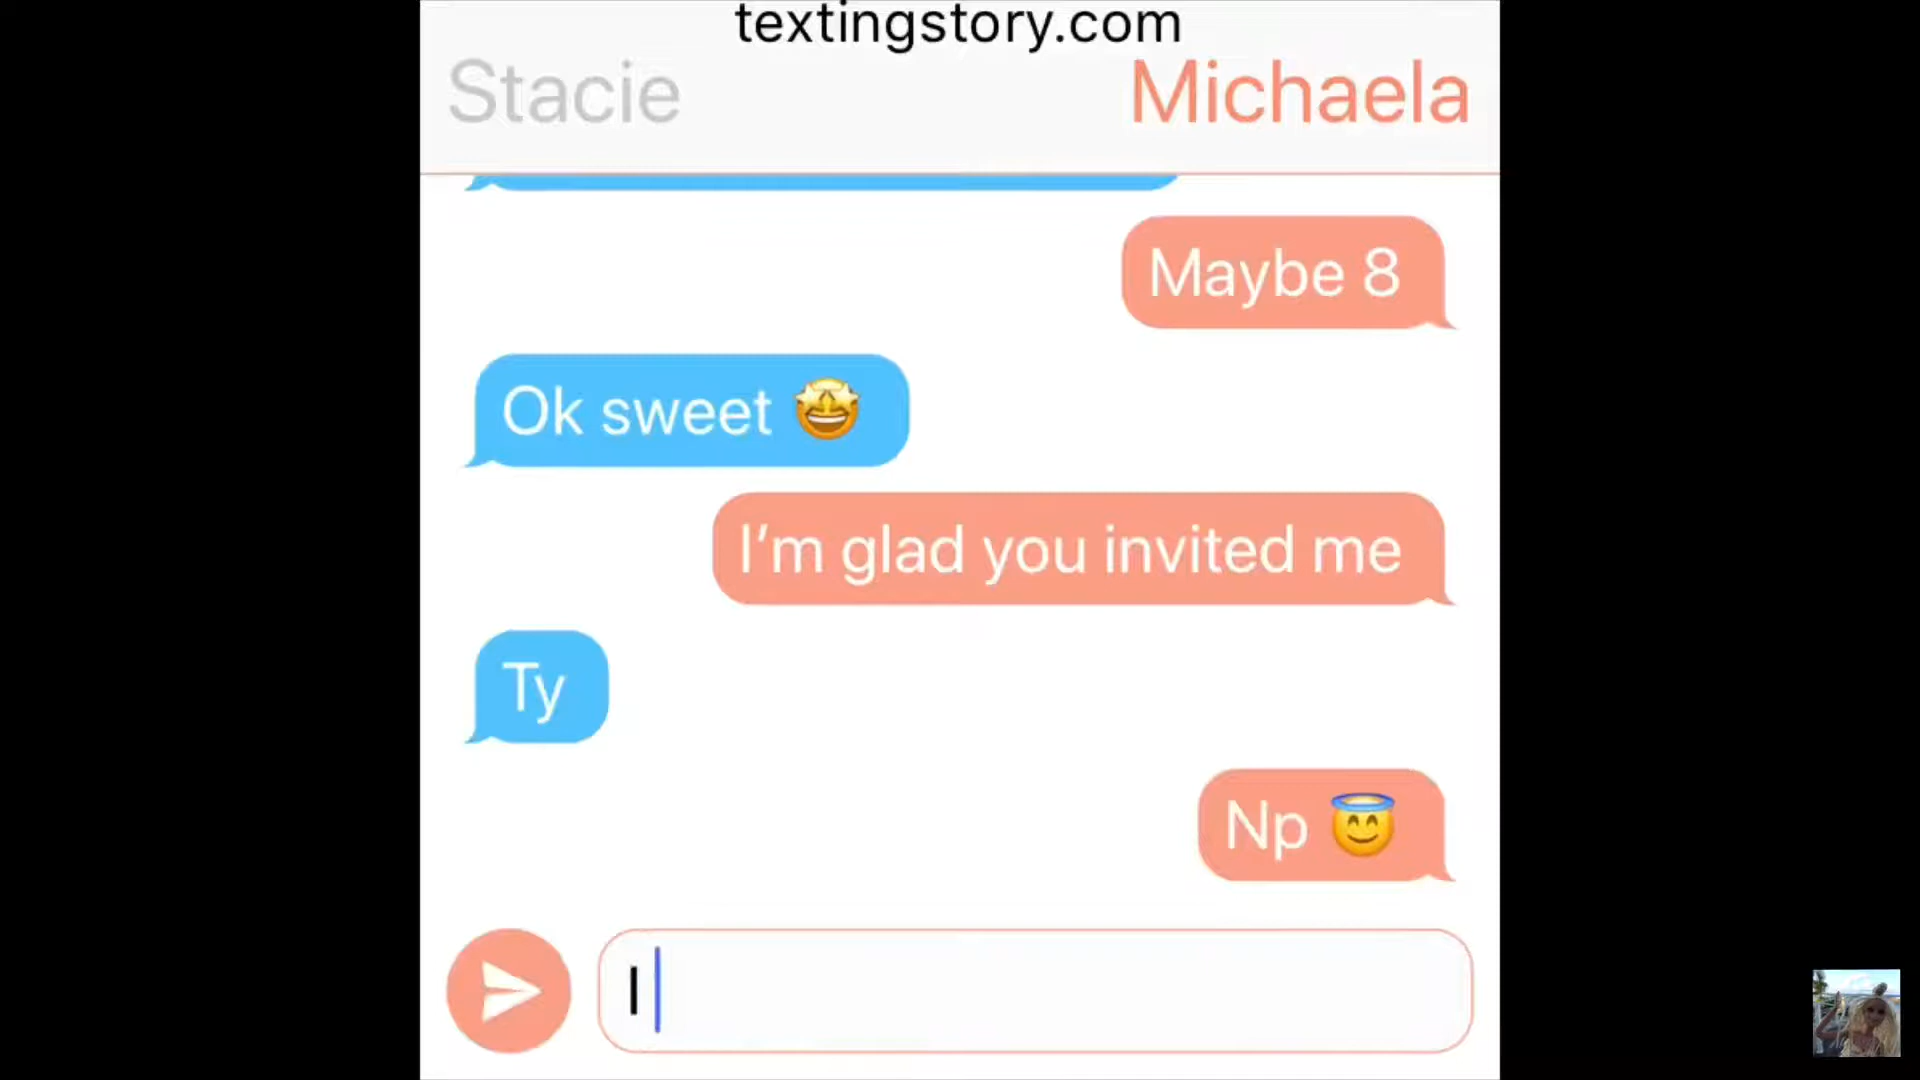 textingstory.com
Stacie
Michaela
Maybe 8
Ok sweet 🤩
I’m glad you invited me
Ty
Np 😇
I